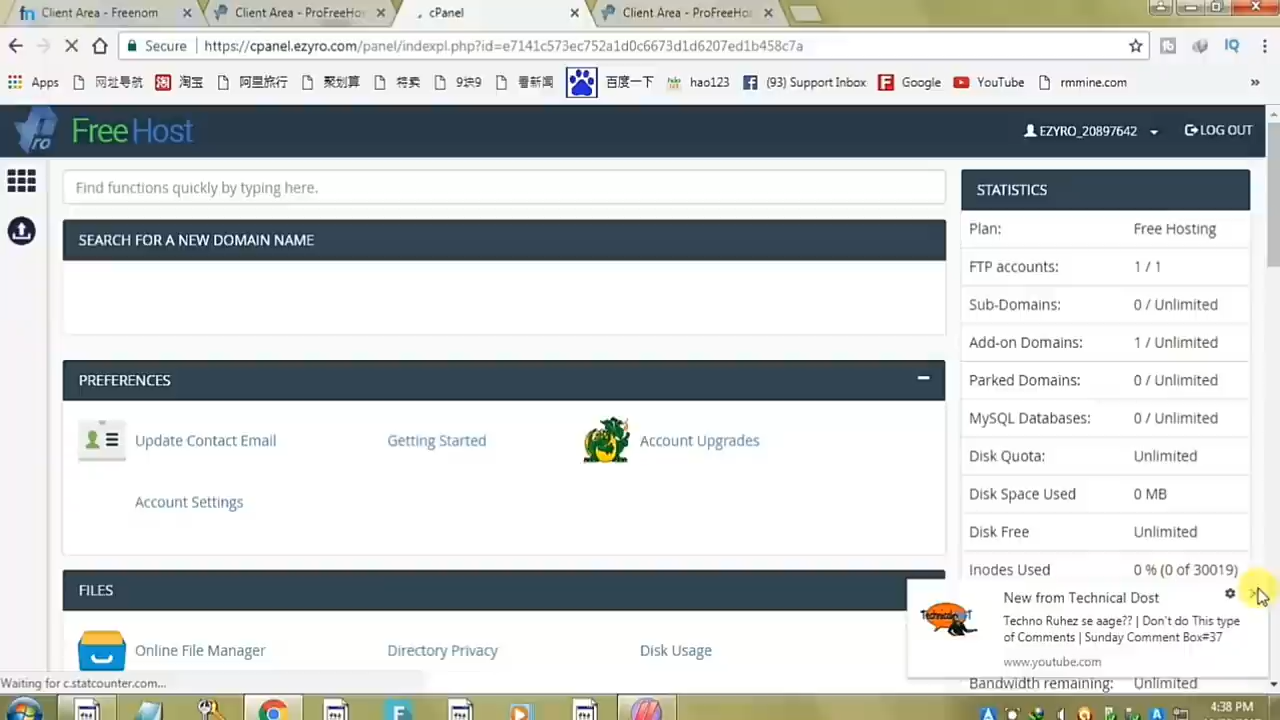 Client Area - Freenom
Client Area - ProFreeHo
cPanel
Client Area - ProFreeHo
Secure
https://cpanel.ezyro.com/panel/indexpl.php?id=e7141c573ec752a1d0c6673d1d6207ed1b458c7a
Apps
网址导航
淘宝
阿里旅行
聚划算
特卖
9块9
看新闻
百度一下
hao123
(93) Support Inbox
Google
YouTube
rmmine.com
»
FreeHost
EZYRO_20897642
LOG OUT
Find functions quickly by typing here.
SEARCH FOR A NEW DOMAIN NAME
PREFERENCES
Update Contact Email
Getting Started
Account Upgrades
Account Settings
FILES
Online File Manager
Directory Privacy
Disk Usage
STATISTICS
Plan: Free Hosting
FTP accounts: 1 / 1
Sub-Domains: 0 / Unlimited
Add-on Domains: 1 / Unlimited
Parked Domains: 0 / Unlimited
MySQL Databases: 0 / Unlimited
Disk Quota: Unlimited
Disk Space Used 0 MB
Disk Free Unlimited
Inodes Used 0 % (0 of 30019)
New from Technical Dost
Techno Ruhez se aage?? | Don't do This type
of Comments | Sunday Comment Box#37
www.youtube.com
Bandwidth remaining: Unlimited
Waiting for c.statcounter.com...
4:38 PM